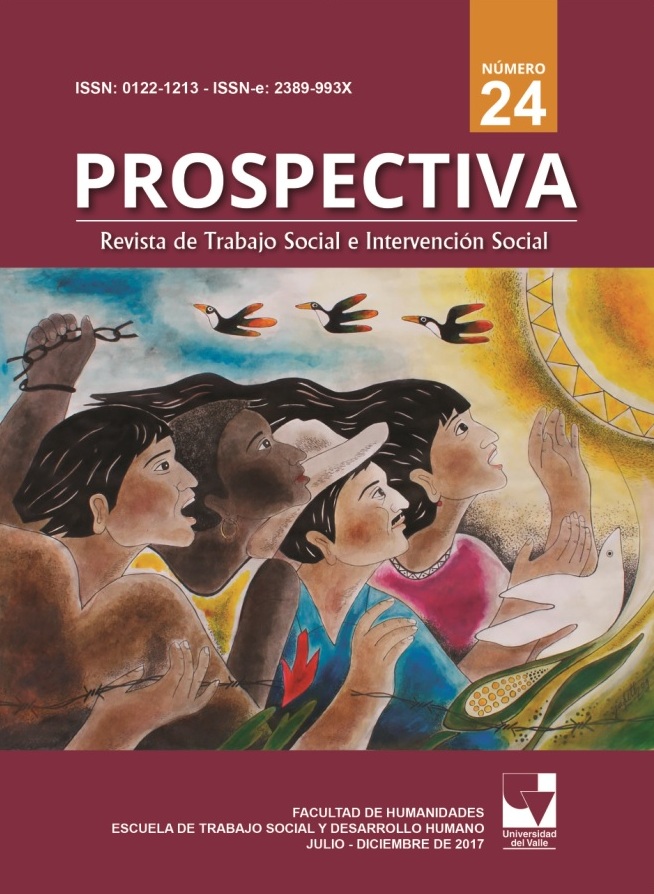 ISSN: 0122-1213 - ISSN-e: 2389-993X
NÚMERO
24
PROSPECTIVA
Revista de Trabajo Social e Intervención Social
FACULTAD DE HUMANIDADES
ESCUELA DE TRABAJO SOCIAL Y DESARROLLO HUMANO
JULIO - DICIEMBRE DE 2017
Universidad
del Valle